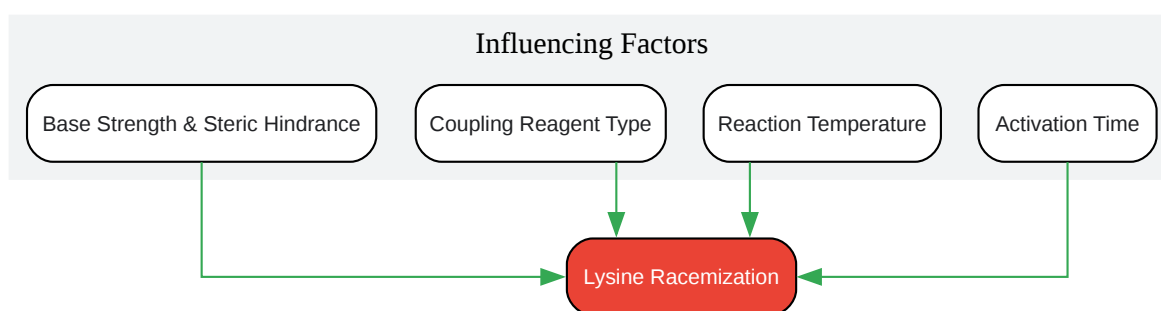 Influencing Factors
Base Strength & Steric Hindrance
Coupling Reagent Type
Reaction Temperature
Activation Time
Lysine Racemization